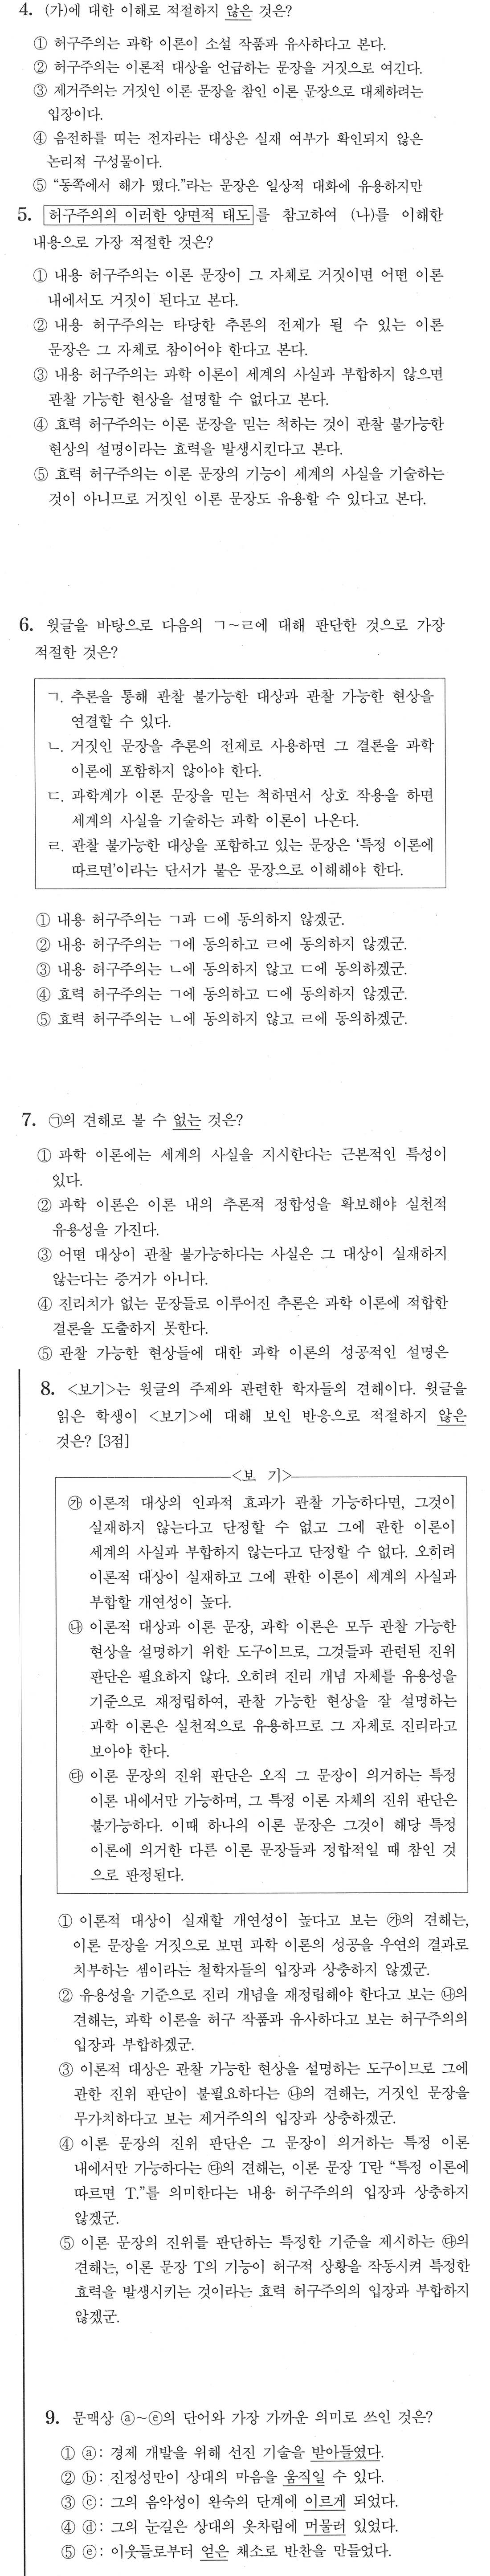 4. (가)에 대한 이해로 적절하지 않은 것은?
① 허구주의는 과학 이론이 소설 작품과 유사하다고 본다.
② 허구주의는 이론적 대상을 언급하는 문장을 거짓으로 여긴다.
③ 제거주의는 거짓인 이론 문장을 참인 이론 문장으로 대체하려는
입장이다.
④ 음전하를 띠는 전자라는 대상은 실재 여부가 확인되지 않은
논리적 구성물이다.
⑤ “동쪽에서 해가 떴다.”라는 문장은 일상적 대화에 유용하지만
5. 허구주의의 이러한 양면적 태도를 참고하여 (나)를 이해한
내용으로 가장 적절한 것은?
① 내용 허구주의는 이론 문장이 그 자체로 거짓이면 어떤 이론
내에서도 거짓이 된다고 본다.
② 내용 허구주의는 타당한 추론의 전제가 될 수 있는 이론
문장은 그 자체로 참이어야 한다고 본다.
③ 내용 허구주의는 과학 이론이 세계의 사실과 부합하지 않으면
관찰 가능한 현상을 설명할 수 없다고 본다.
④ 효력 허구주의는 이론 문장을 믿는 척하는 것이 관찰 불가능한
현상의 설명이라는 효력을 발생시킨다고 본다.
⑤ 효력 허구주의는 이론 문장의 기능이 세계의 사실을 기술하는
것이 아니므로 거짓인 이론 문장도 유용할 수 있다고 본다.
6. 윗글을 바탕으로 다음의 ㄱ~ㄹ에 대해 판단한 것으로 가장
적절한 것은?
ㄱ. 추론을 통해 관찰 불가능한 대상과 관찰 가능한 현상을
연결할 수 있다.
ㄴ. 거짓인 문장을 추론의 전제로 사용하면 그 결론을 과학
이론에 포함하지 않아야 한다.
ㄷ. 과학계가 이론 문장을 믿는 척하면서 상호 작용을 하면
세계의 사실을 기술하는 과학 이론이 나온다.
ㄹ. 관찰 불가능한 대상을 포함하고 있는 문장은 ‘특정 이론에
따르면’이라는 단서가 붙은 문장으로 이해해야 한다.
① 내용 허구주의는 ㄱ과 ㄷ에 동의하지 않겠군.
② 내용 허구주의는 ㄱ에 동의하고 ㄹ에 동의하지 않겠군.
③ 내용 허구주의는 ㄴ에 동의하지 않고 ㄷ에 동의하겠군.
④ 효력 허구주의는 ㄱ에 동의하고 ㄷ에 동의하지 않겠군.
⑤ 효력 허구주의는 ㄴ에 동의하지 않고 ㄹ에 동의하겠군.
7. ㉠의 견해로 볼 수 없는 것은?
① 과학 이론에는 세계의 사실을 지시한다는 근본적인 특성이
있다.
② 과학 이론은 이론 내의 추론적 정합성을 확보해야 실천적
유용성을 가진다.
③ 어떤 대상이 관찰 불가능하다는 사실은 그 대상이 실재하지
않는다는 증거가 아니다.
④ 진리치가 없는 문장들로 이루어진 추론은 과학 이론에 적합한
결론을 도출하지 못한다.
⑤ 관찰 가능한 현상들에 대한 과학 이론의 성공적인 설명은
8. <보기>는 윗글의 주제와 관련한 학자들의 견해이다. 윗글을
읽은 학생이 <보기>에 대해 보인 반응으로 적절하지 않은
것은? [3점]
<보 기>
㉮ 이론적 대상의 인과적 효과가 관찰 가능하다면, 그것이
실재하지 않는다고 단정할 수 없고 그에 관한 이론이
세계의 사실과 부합하지 않는다고 단정할 수 없다. 오히려
이론적 대상이 실재하고 그에 관한 이론이 세계의 사실과
부합할 개연성이 높다.
㉯ 이론적 대상과 이론 문장, 과학 이론은 모두 관찰 가능한
현상을 설명하기 위한 도구이므로, 그것들과 관련된 진위
판단은 필요하지 않다. 오히려 진리 개념 자체를 유용성을
기준으로 재정립하여, 관찰 가능한 현상을 잘 설명하는
과학 이론은 실천적으로 유용하므로 그 자체로 진리라고
보아야 한다.
㉰ 이론 문장의 진위 판단은 오직 그 문장이 의거하는 특정
이론 내에서만 가능하며, 그 특정 이론 자체의 진위 판단은
불가능하다. 이때 하나의 이론 문장은 그것이 해당 특정
이론에 의거한 다른 이론 문장들과 정합적일 때 참인 것
으로 판정된다.
① 이론적 대상이 실재할 개연성이 높다고 보는 ㉮의 견해는,
이론 문장을 거짓으로 보면 과학 이론의 성공을 우연의 결과로
치부하는 셈이라는 철학자들의 입장과 상충하지 않겠군.
② 유용성을 기준으로 진리 개념을 재정립해야 한다고 보는 ㉯의
견해는, 과학 이론을 허구 작품과 유사하다고 보는 허구주의의
입장과 부합하겠군.
③ 이론적 대상은 관찰 가능한 현상을 설명하는 도구이므로 그에
관한 진위 판단이 불필요하다는 ㉯의 견해는, 거짓인 문장을
무가치하다고 보는 제거주의의 입장과 상충하겠군.
④ 이론 문장의 진위 판단은 그 문장이 의거하는 특정 이론
내에서만 가능하다는 ㉰의 견해는, 이론 문장 T란 “특정 이론에
따르면 T.”를 의미한다는 내용 허구주의의 입장과 상충하지
않겠군.
⑤ 이론 문장의 진위를 판단하는 특정한 기준을 제시하는 ㉰의
견해는, 이론 문장 T의 기능이 허구적 상황을 작동시켜 특정한
효력을 발생시키는 것이라는 효력 허구주의의 입장과 부합하지
않겠군.
9. 문맥상 ⓐ~ⓔ의 단어와 가장 가까운 의미로 쓰인 것은?
① ⓐ: 경제 개발을 위해 선진 기술을 받아들였다.
② ⓑ: 진정성만이 상대의 마음을 움직일 수 있다.
③ ⓒ: 그의 음악성이 완숙의 단계에 이르게 되었다.
④ ⓓ: 그의 눈길은 상대의 옷차림에 머물러 있었다.
⑤ ⓔ: 이웃들로부터 얻은 채소로 반찬을 만들었다.